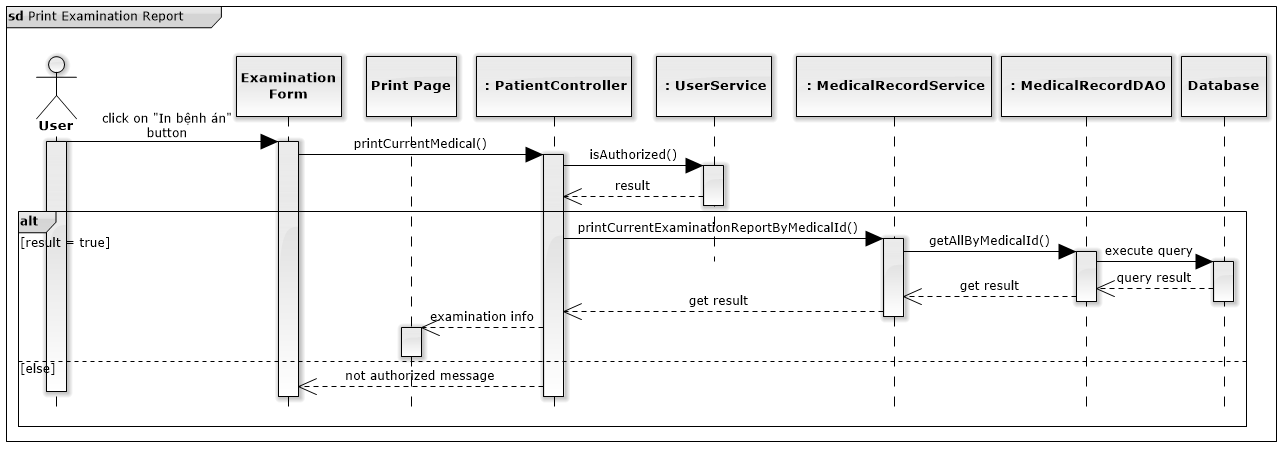 sd Print Examination Report
User
Examination
Form
Print Page
: PatientController
: UserService
: MedicalRecordService
: MedicalRecordDAO
Database
click on "In bệnh án"
button
printCurrentMedical()
isAuthorized()
result
alt
[result = true]
printCurrentExaminationReportByMedicalId()
getAllByMedicalId()
execute query
query result
get result
get result
examination info
[else]
not authorized message